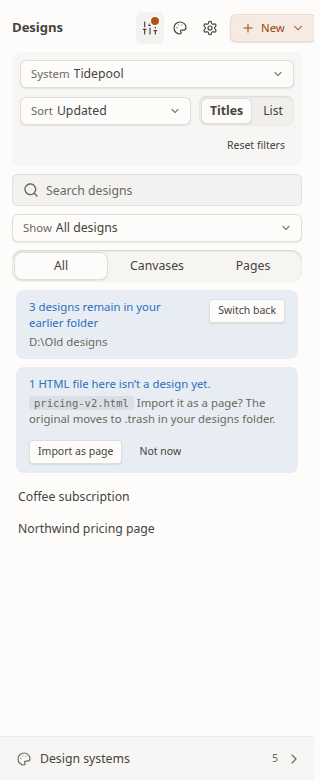 Designs
New
System Tidepool
Sort Updated
Titles
List
Reset filters
Search designs
Show All designs
All
Canvases
Pages
3 designs remain in your
earlier folder
Switch back
D:\Old designs
1 HTML file here isn't a design yet.
pricing-v2.html Import it as a page? The
original moves to .trash in your designs folder.
Import as page
Not now
Coffee subscription
Northwind pricing page
Design systems
5